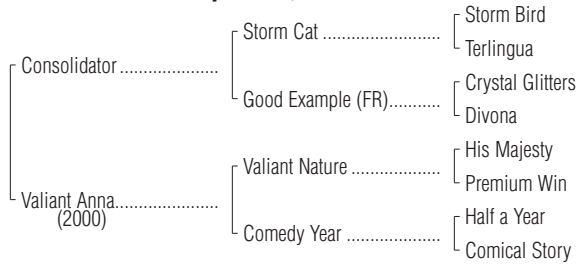 Storm Bird
Storm Cat ........................
Terlingua
Consolidator ....................
Crystal Glitters
Good Example (FR)...........
Divona
His Majesty
Valiant Nature ..................
Premium Win
Valiant Anna.....................
(2000)
Half a Year
Comedy Year ...................
Comical Story